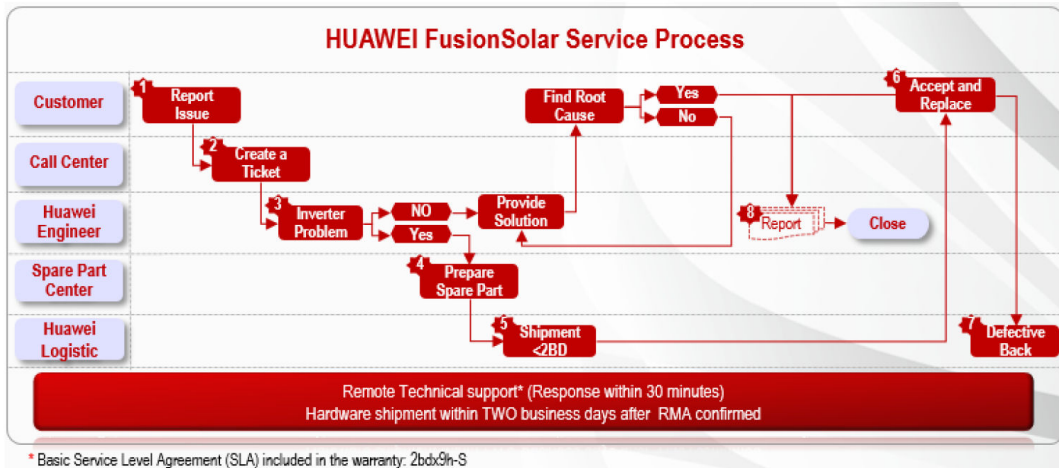 HUAWEI FusionSolar Service Process
Customer
1
Report
Issue
Find Root
Cause
Yes
No
6
Accept and
Replace
Call Center
2
Create a
Ticket
Huawei
Engineer
3
Inverter
Problem
NO
Yes
Provide
Solution
8
Report
Close
Spare Part
Center
4
Prepare
Spare Part
Huawei
Logistic
5
Shipment
<2BD
7
Defective
Back
Remote Technical support* (Response within 30 minutes)
Hardware shipment within TWO business days after RMA confirmed
* Basic Service Level Agreement (SLA) included in the warranty: 2bdx9h-S